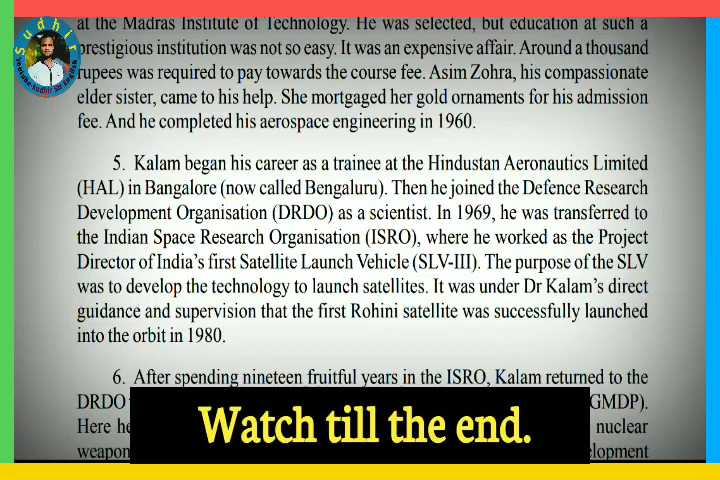 at the Madras Institute of Technology. He was selected, but education at such a
prestigious institution was not so easy. It was an expensive affair. Around a thousand
rupees was required to pay towards the course fee. Asim Zohra, his compassionate
elder sister, came to his help. She mortgaged her gold ornaments for his admission
fee. And he completed his aerospace engineering in 1960.
5. Kalam began his career as a trainee at the Hindustan Aeronautics Limited
(HAL) in Bangalore (now called Bengaluru). Then he joined the Defence Research
Development Organisation (DRDO) as a scientist. In 1969, he was transferred to
the Indian Space Research Organisation (ISRO), where he worked as the Project
Director of India's first Satellite Launch Vehicle (SLV-III). The purpose of the SLV
was to develop the technology to launch satellites. It was under Dr Kalam's direct
guidance and supervision that the first Rohini satellite was successfully launched
into the orbit in 1980.
6. After spending nineteen fruitful years in the ISRO, Kalam returned to the
DRDO GMDP).
Here he nuclear
weapon elopment
Watch till the end.
Sudhir
Youtube-Sudhir Sir English